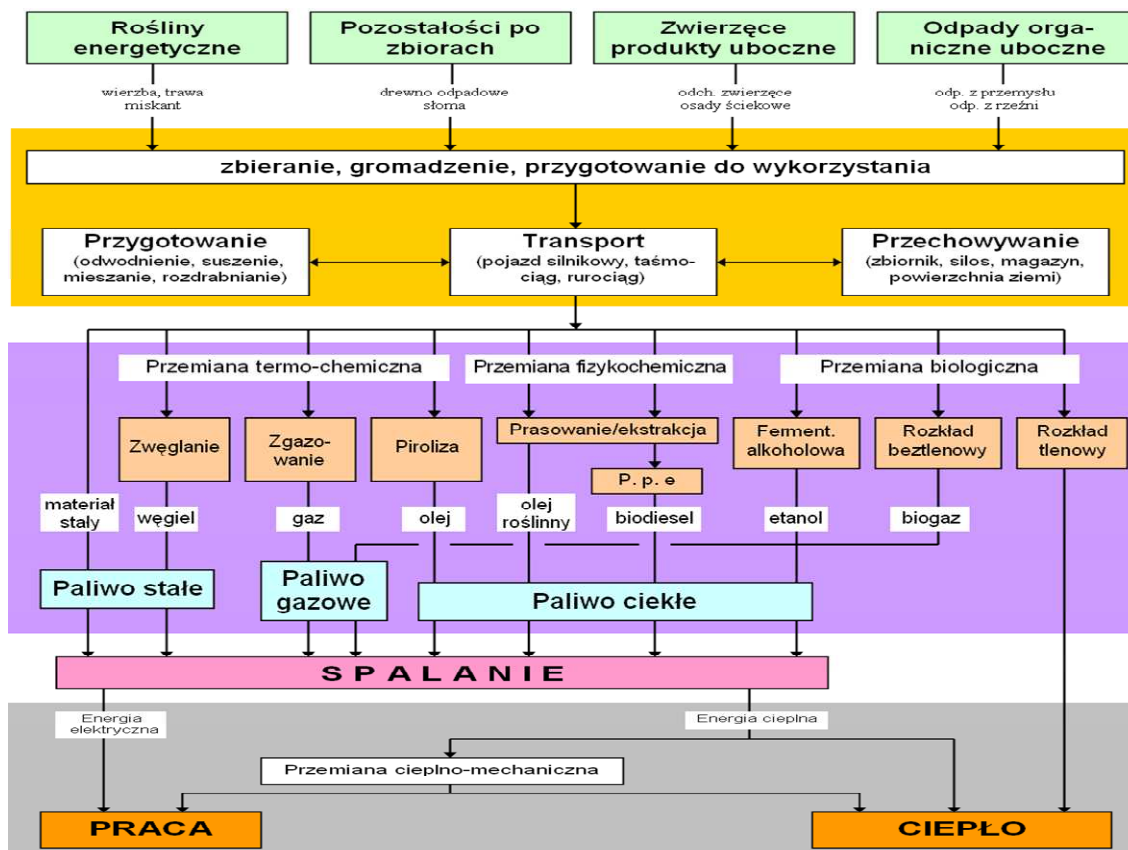 Rośliny
energetyczne
Pozostałości po
zbiorach
Zwierzęce
produkty uboczne
Odpady orga-
niczne uboczne
wierzba, trawa
miskant
drewno odpadowe
słoma
odch. zwierzęce
osady ściekowe
odp. z przemysłu
odp. z rzeźni
zbieranie, gromadzenie, przygotowanie do wykorzystania
Przygotowanie
(odwodnienie, suszenie,
mieszanie, rozdrabnianie)
Transport
(pojazd silnikowy, taśmo-
ciąg, rurociąg)
Przechowywanie
(zbiornik, silos, magazyn,
powierzchnia ziemi)
Przemiana termo-chemiczna
Przemiana fizykochemiczna
Przemiana biologiczna
Zwęglanie
Zgazo-
wanie
Piroliza
Prasowanie/ekstrakcja
P. p. e
Ferment.
alkoholowa
Rozkład
beztlenowy
Rozkład
tlenowy
materiał
stały
węgiel
gaz
olej
olej
roślinny
biodiesel
etanol
biogaz
Paliwo stałe
Paliwo
gazowe
Paliwo ciekłe
SPALANIE
Energia
elektryczna
Energia cieplna
Przemiana cieplno-mechaniczna
PRACA
CIEPŁO